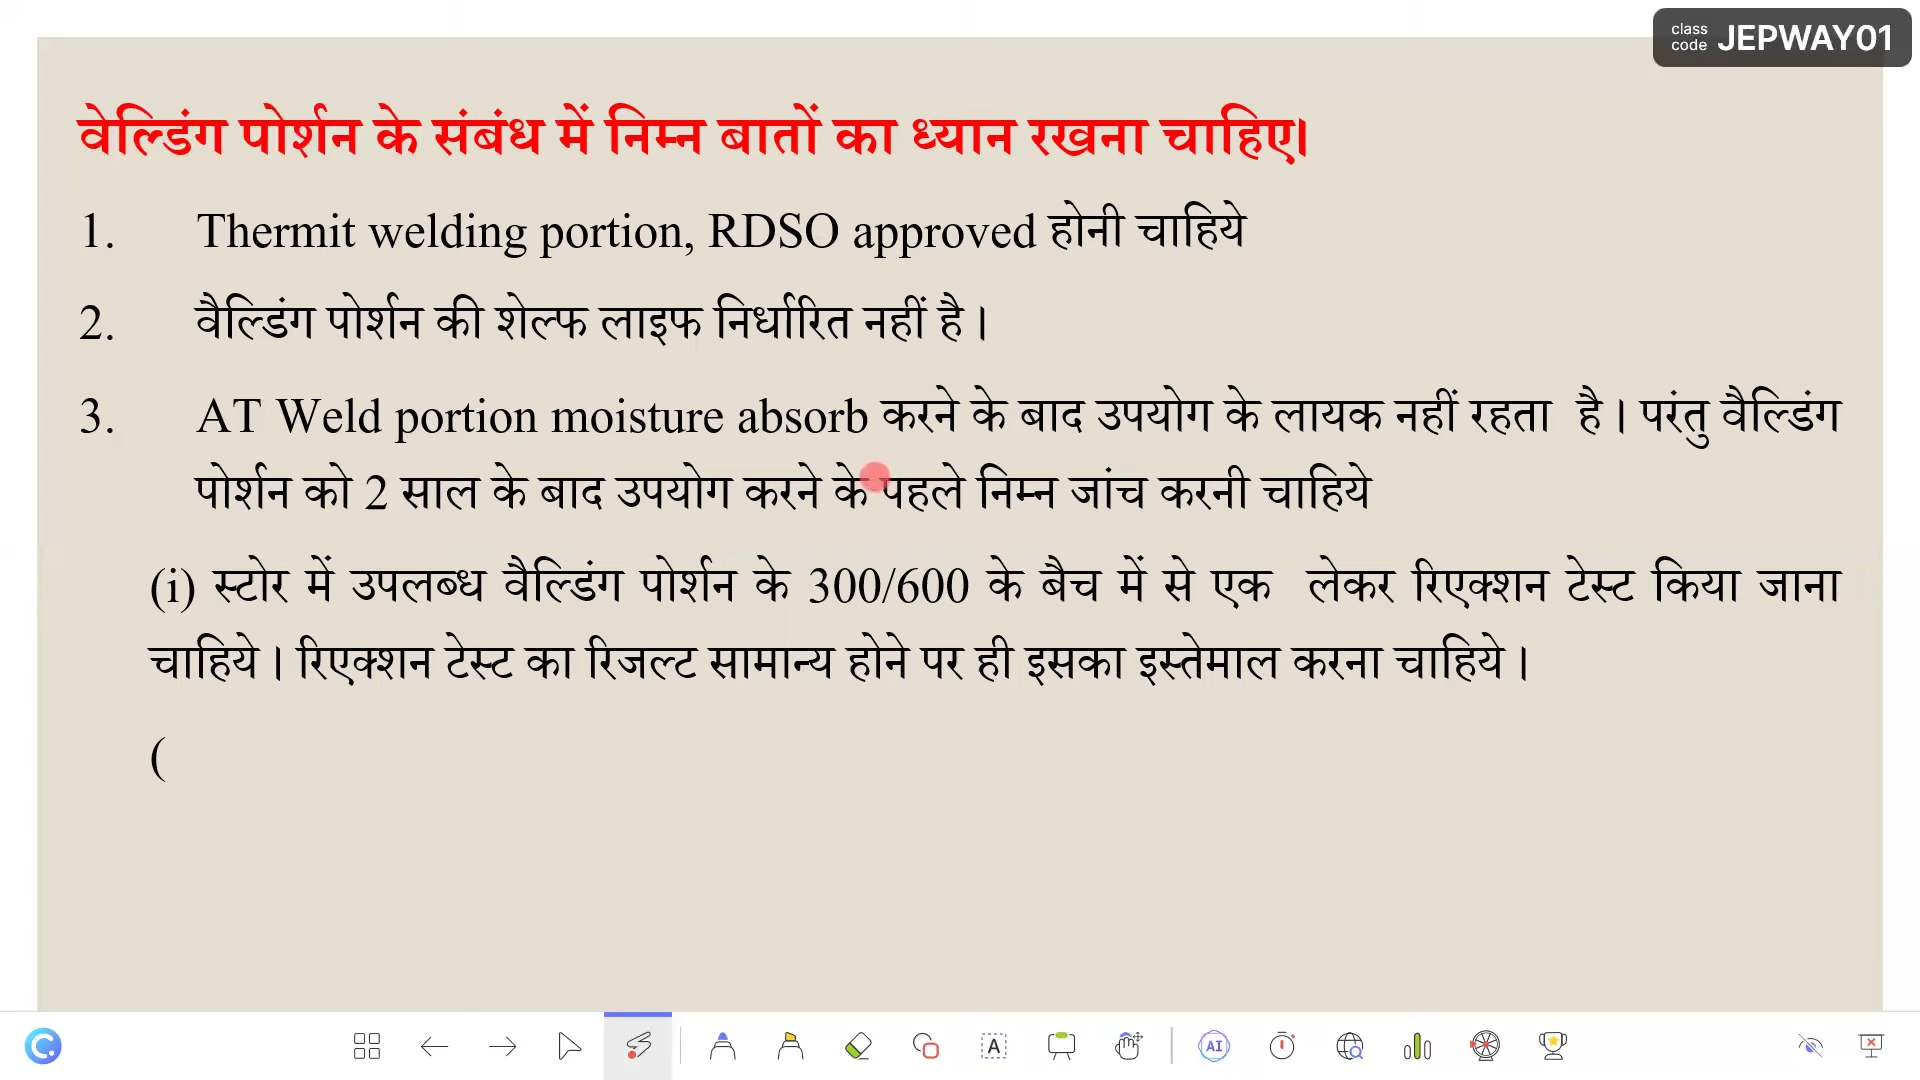 class
code JEPWAY01
वेल्डिंग पोर्शन के संबंध में निम्न बातों का ध्यान रखना चाहिए।
1. Thermit welding portion, RDSO approved होनी चाहिये
2. वैल्डिंग पोर्शन की शेल्फ लाइफ निर्धारित नहीं है।
3. AT Weld portion moisture absorb करने के बाद उपयोग के लायक नहीं रहता है। परंतु वैल्डिंग
पोर्शन को 2 साल के बाद उपयोग करने के पहले निम्न जांच करनी चाहिये
(i) स्टोर में उपलब्ध वैल्डिंग पोर्शन के 300/600 के बैच में से एक लेकर रिएक्शन टेस्ट किया जाना
चाहिये। रिएक्शन टेस्ट का रिजल्ट सामान्य होने पर ही इसका इस्तेमाल करना चाहिये।
(
A AI